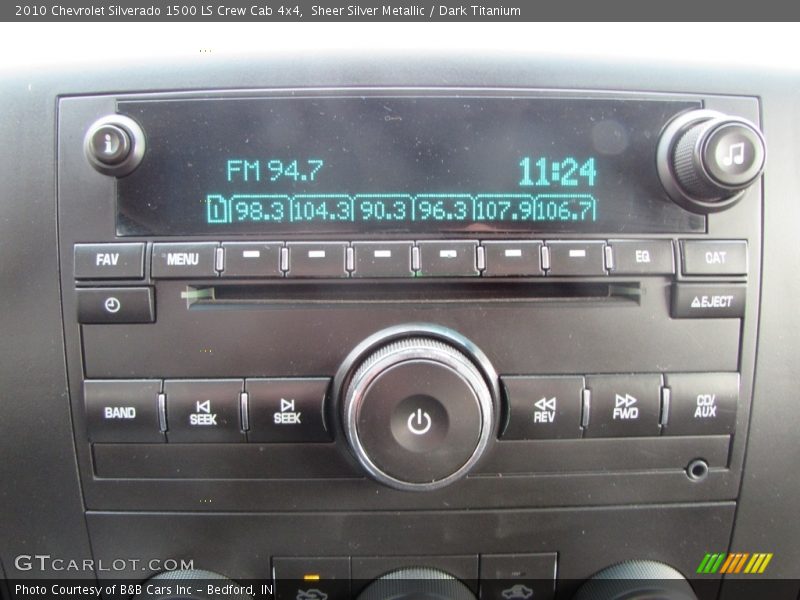 2010 Chevrolet Silverado 1500 LS Crew Cab 4x4,  Sheer Silver Metallic / Dark Titanium
i
FM 94.7 11:24
1 98.3 104.3 90.3 96.3 107.9 106.7
FAV MENU EQ CAT
EJECT
BAND SEEK SEEK REV FWD CD/AUX
GTCARLOT.COM
Photo Courtesy of B&B Cars Inc - Bedford, IN